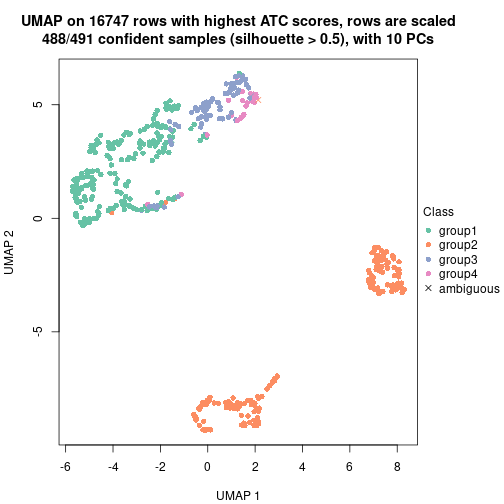 UMAP on 16747 rows with highest ATC scores, rows are scaled
488/491 confident samples (silhouette > 0.5), with 10 PCs
5
0
-5
UMAP 2
-6 -4 -2 0 2 4 6 8
UMAP 1
Class
group1
group2
group3
group4
ambiguous